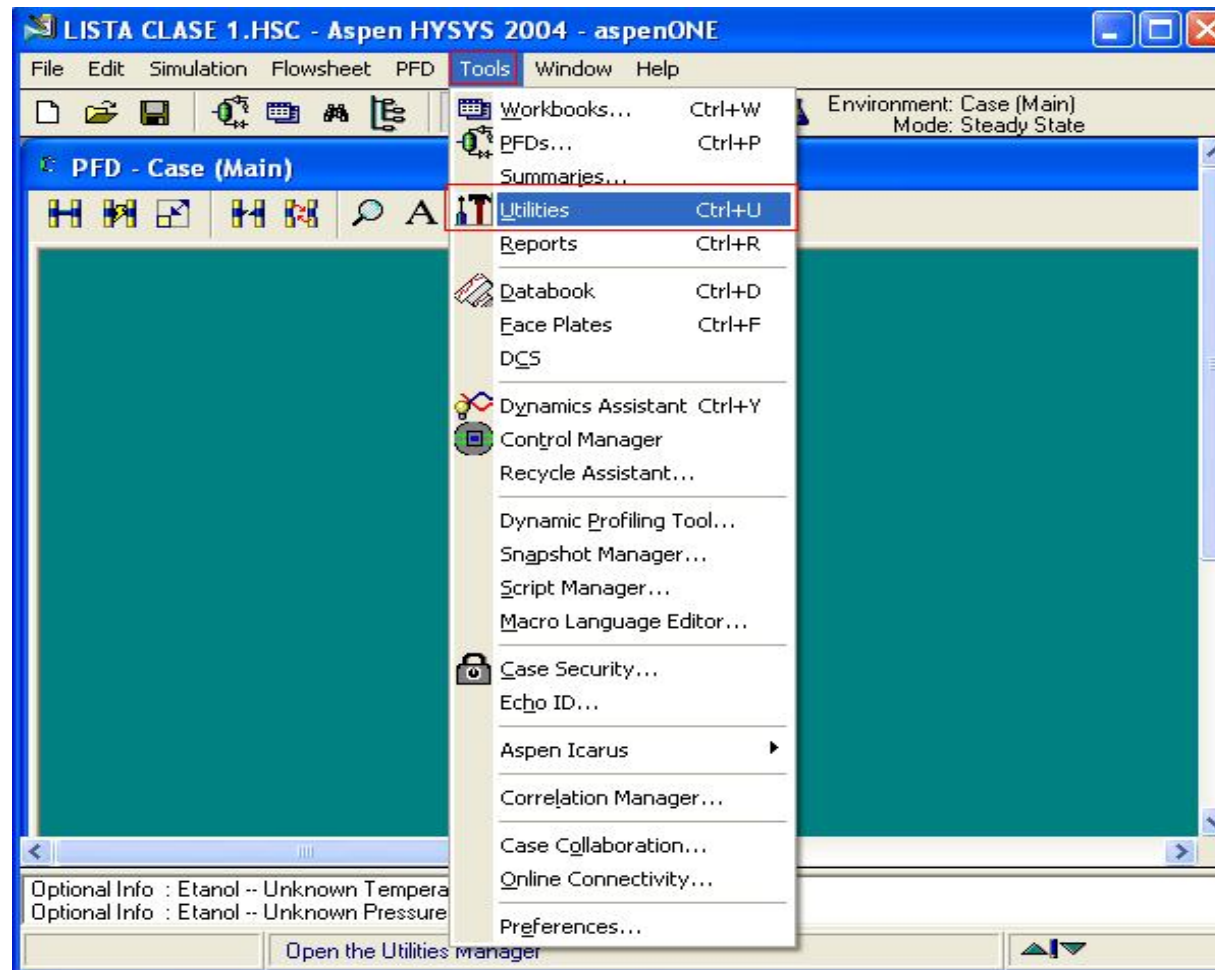 LISTA CLASE 1.HSC - Aspen HYSYS 2004 - aspenONE
File Edit Simulation Flowsheet PFD Tools Window Help
Environment: Case (Main)
Mode: Steady State
PFD - Case (Main)
A
Workbooks... Ctrl+W
PFDs... Ctrl+P
Summaries...
Utilities Ctrl+U
Reports Ctrl+R
Databook Ctrl+D
Face Plates Ctrl+F
DCS
Dynamics Assistant Ctrl+Y
Control Manager
Recycle Assistant...
Dynamic Profiling Tool...
Snapshot Manager...
Script Manager...
Macro Language Editor...
Case Security...
Echo ID...
Aspen Icarus
Correlation Manager...
Case Collaboration...
Online Connectivity...
Preferences...
Optional Info : Etanol -- Unknown Tempera
Optional Info : Etanol -- Unknown Pressure
Open the Utilities Manager